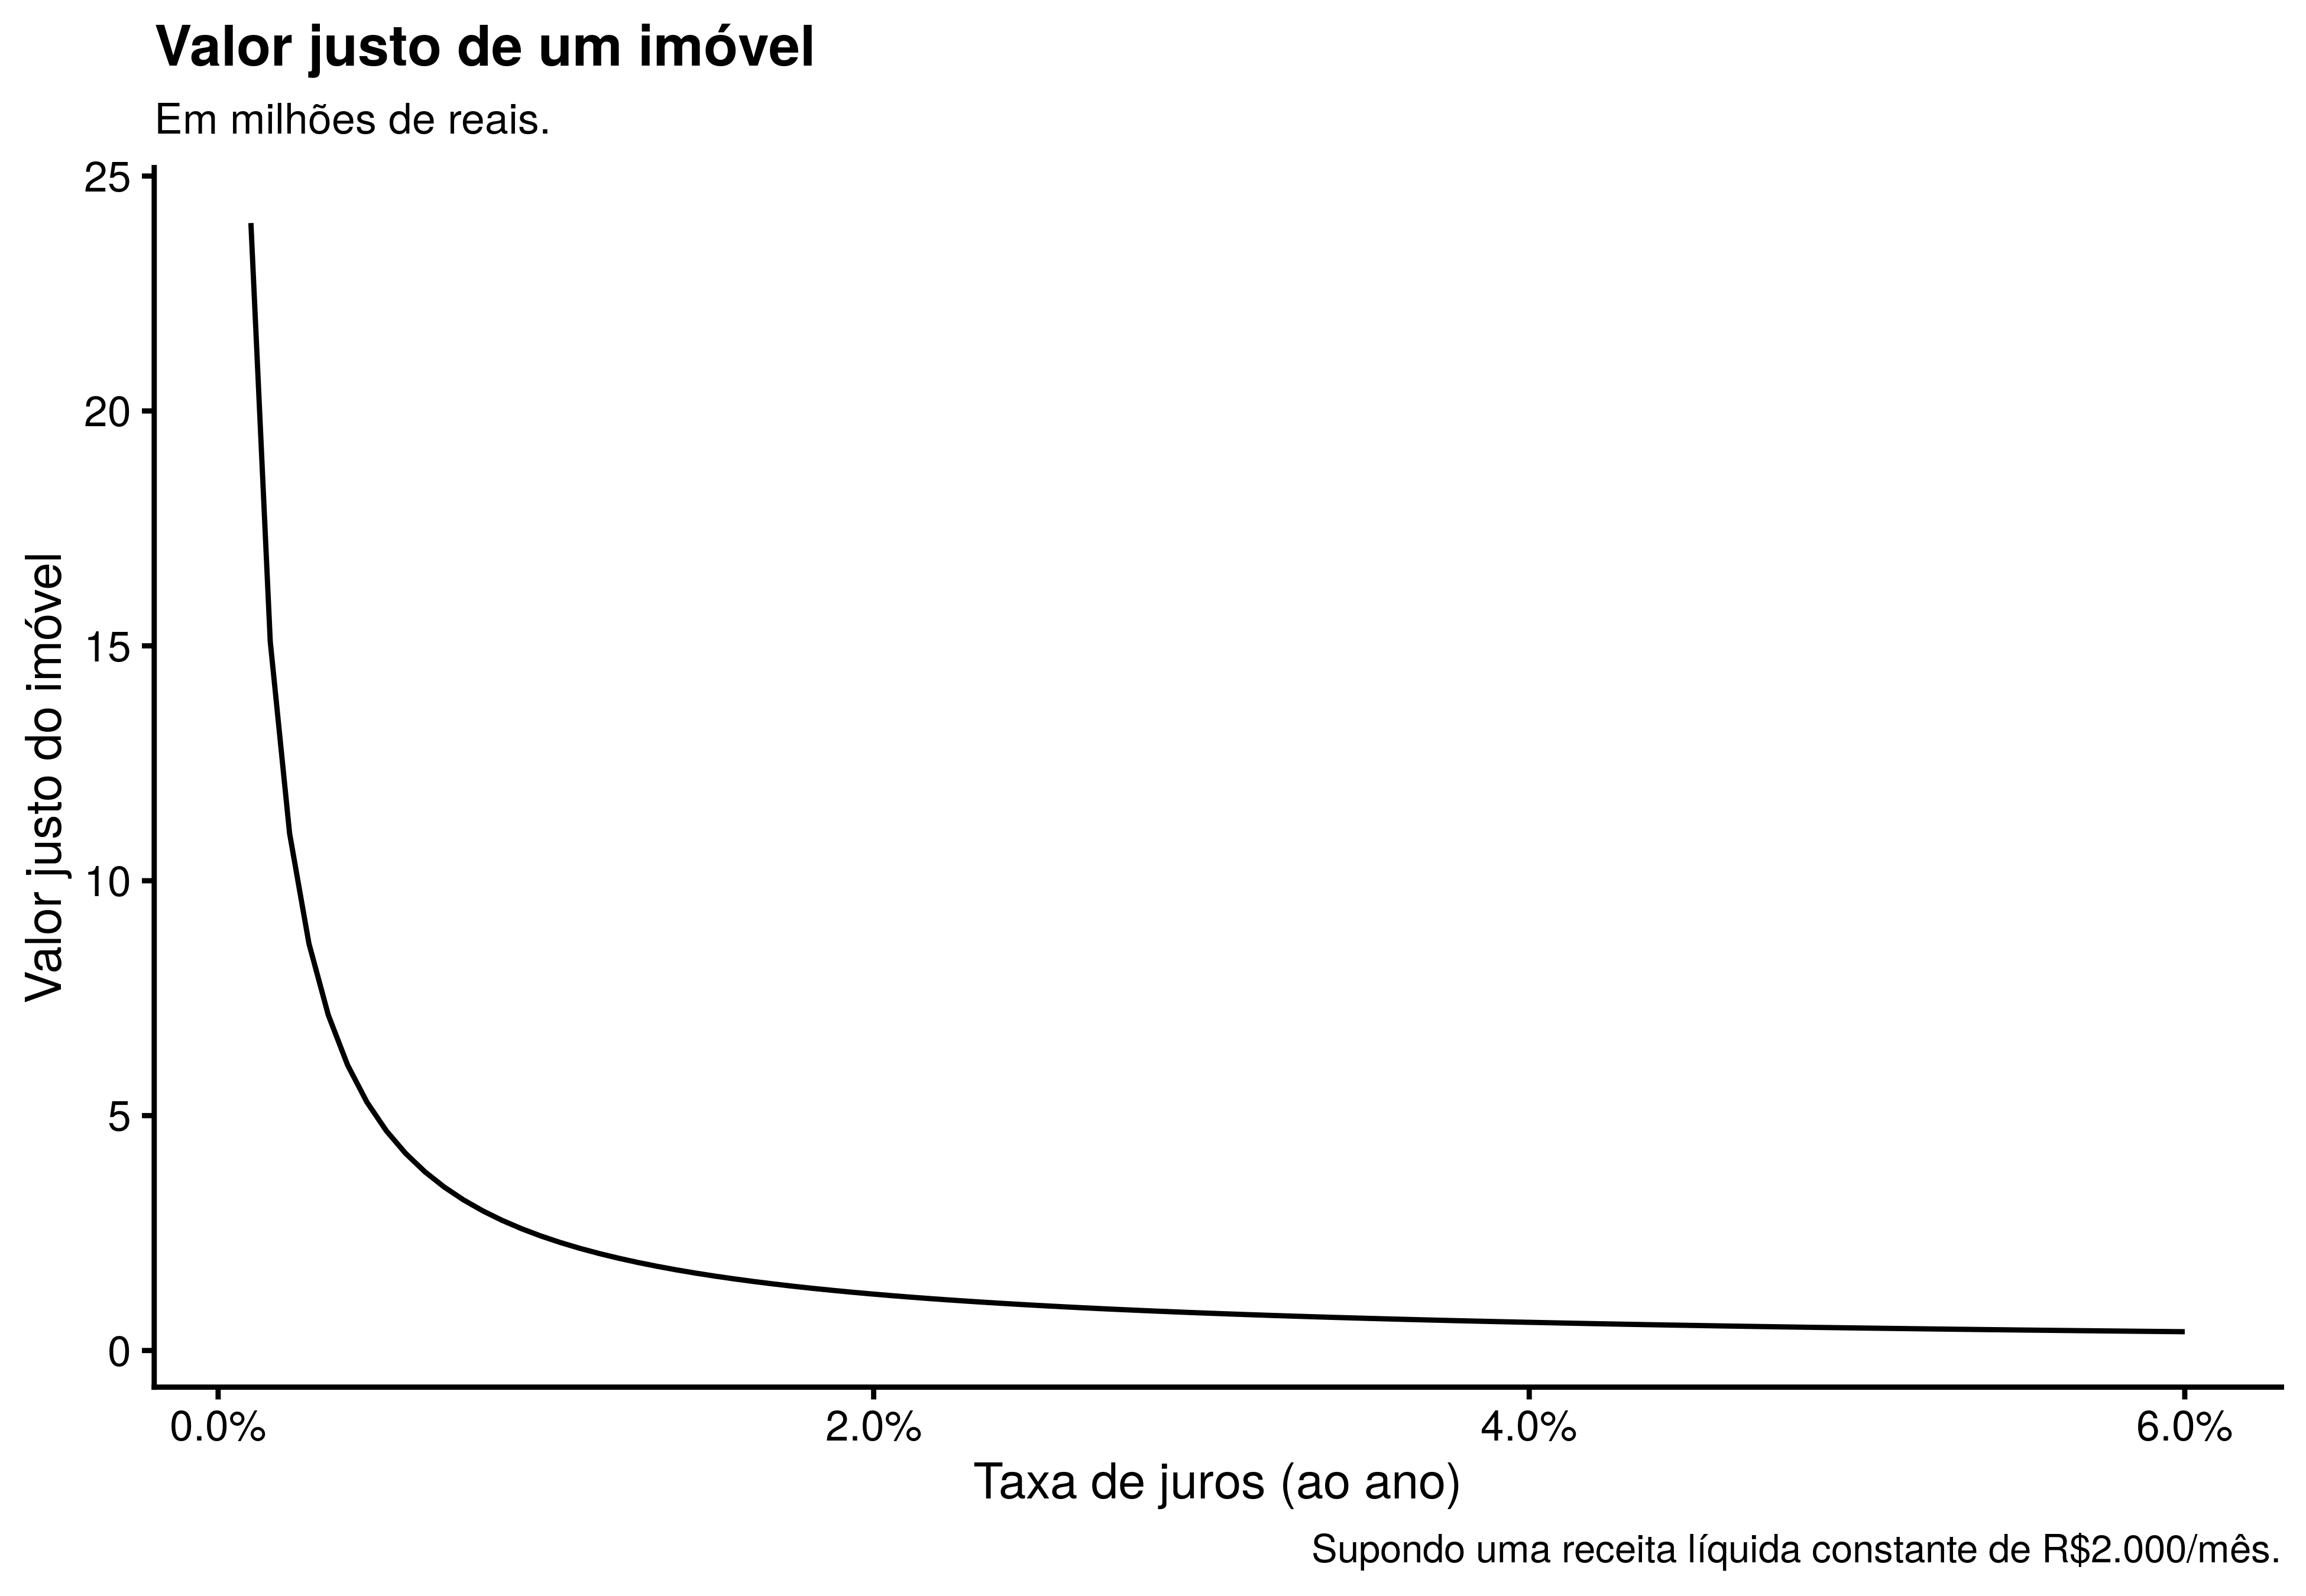 Valor justo de um imóvel
Em milhões de reais.
25
20
15
10
5
0
Valor justo do imóvel
0.0%
2.0%
4.0%
6.0%
Taxa de juros (ao ano)
Supondo uma receita líquida constante de R$2.000/mês.